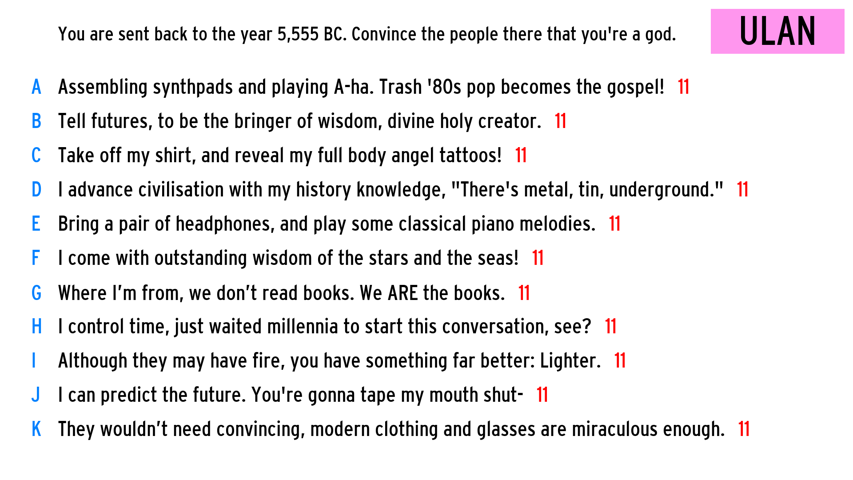 You are sent back to the year 5,555 BC. Convince the people there that you're a god.
ULAN
A Assembling synthpads and playing A-ha. Trash '80s pop becomes the gospel! 11
B Tell futures, to be the bringer of wisdom, divine holy creator. 11
C Take off my shirt, and reveal my full body angel tattoos! 11
D I advance civilisation with my history knowledge, "There's metal, tin, underground." 11
E Bring a pair of headphones, and play some classical piano melodies. 11
F I come with outstanding wisdom of the stars and the seas! 11
G Where I’m from, we don’t read books. We ARE the books. 11
H I control time, just waited millennia to start this conversation, see? 11
I Although they may have fire, you have something far better: Lighter. 11
J I can predict the future. You're gonna tape my mouth shut- 11
K They wouldn’t need convincing, modern clothing and glasses are miraculous enough. 11